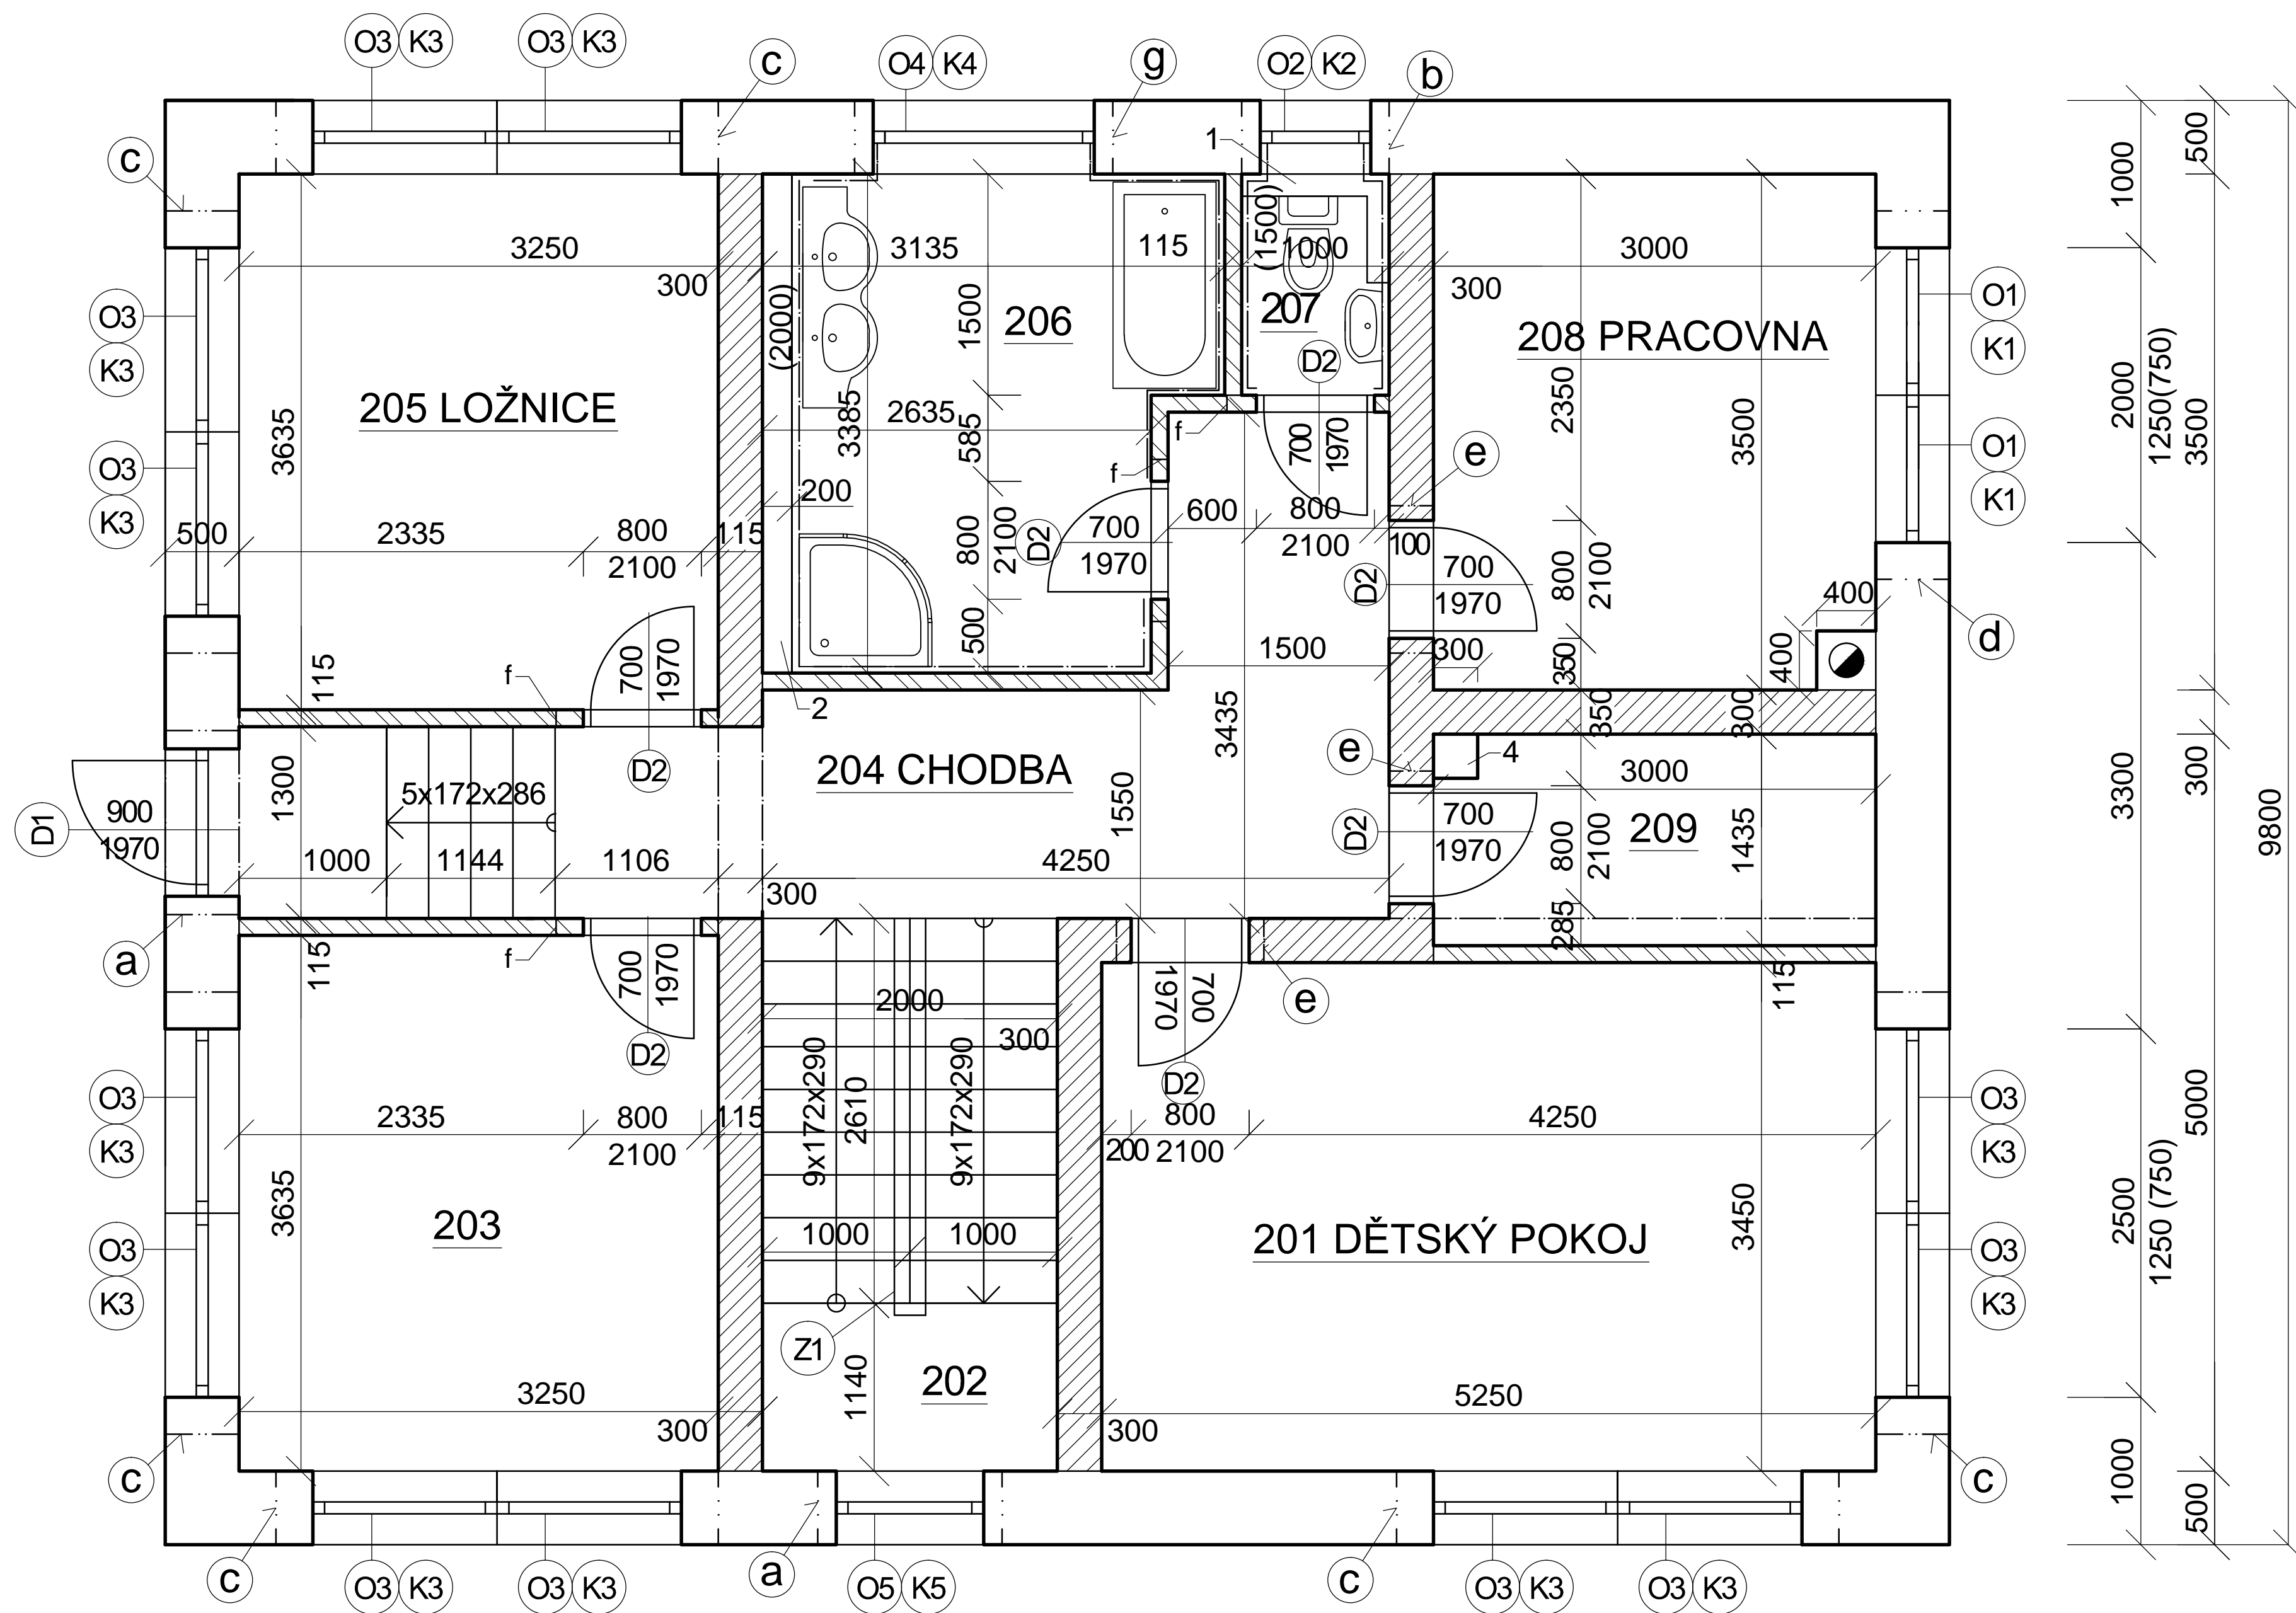 O3 K3 O3 K3 c O4 K4 g O2 K2 b
c
1
500
1000
3250
3135
115
(1500)
1000
3000
300
300
O3
K3
(2000)
1500
206
207
208 PRACOVNA
O1
K1
D2
2000
1250(750)
3500
205 LOŽNICE
3635
3385
2635
585
f
f
700
1970
2350
3500
e
O1
K1
O3
K3
200
500
2335
800
2100
115
800
2100
D2
700
1970
600
800
2100
100
D2
700
1970
800
2100
400
400
d
500
1500
300
350
115
f
700
1970
2
3435
350
300
1300
5x172x286
D2
204 CHODBA
1550
e
4
3000
3300
300
9800
D1
900
1970
1000
1144
1106
300
4250
D2
700
1970
800
2100
209
1435
285
a
115
f
700
1970
D2
2000
300
1970
700
D2
e
115
9x172x290
2610
9x172x290
O3
K3
2335
800
2100
115
200
800
2100
4250
O3
K3
5000
2500
1250 (750)
3635
203
1000
1000
201 DĚTSKÝ POKOJ
3450
O3
K3
O3
K3
Z1
1140
202
3250
300
300
5250
1000
500
c
c
c
O3 K3 O3 K3 a O5 K5 c O3 K3 O3 K3